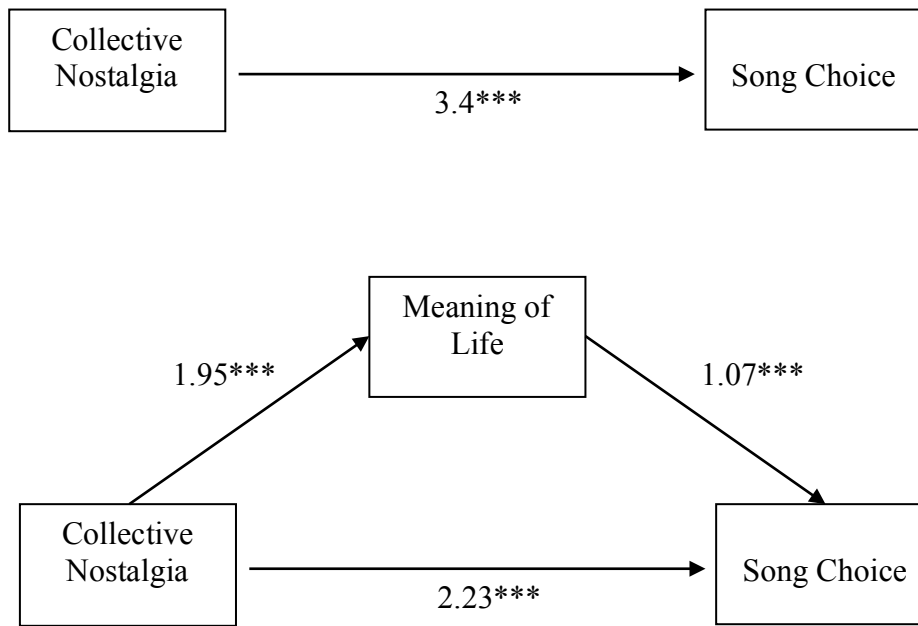 Collective
Nostalgia
Song Choice
3.4***
Meaning of
Life
1.95***
1.07***
Collective
Nostalgia
Song Choice
2.23***